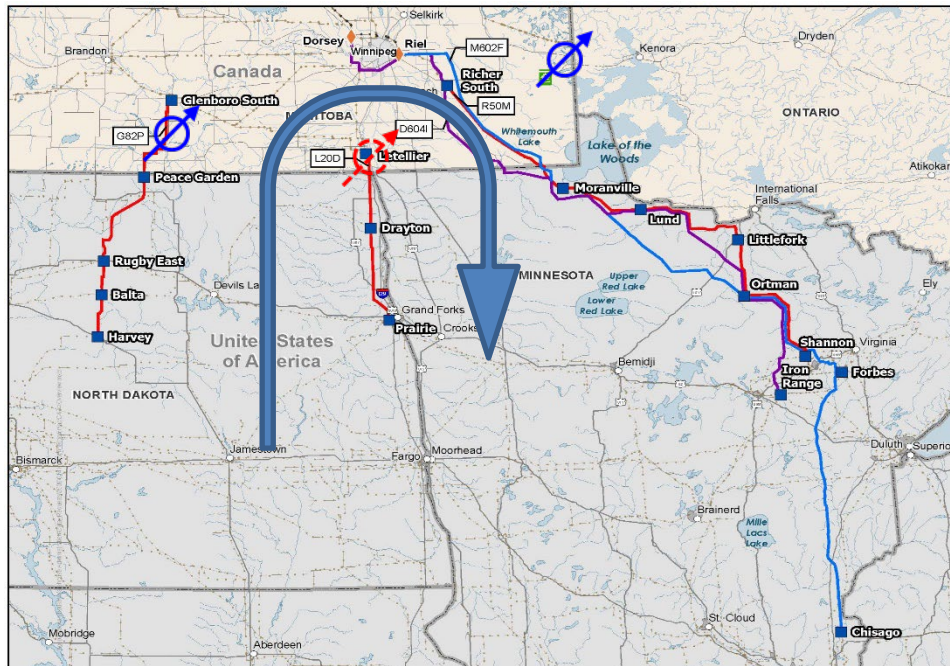 Selkirk
Dorsey
Riel
Winnipeg
M602F
Kenora
Dryden
Brandon
Canada
Richer
South
Glenboro South
R50M
ONTARIO
G82P
D604I
Whitemouth
Lake
Lake of the
Woods
L20D
Letellier
Atikokan
Peace Garden
Moranville
International
Falls
Lund
Drayton
Littlefork
Rugby East
MINNESOTA
Upper
Red Lake
Ortman
Ely
Balta
Devils La
Lower
Red Lake
Grand Forks
Prairie
Crooks
Harvey
United States
of America
Shannon
Virginia
Iron
Range
Forbes
Bemidji
NORTH DAKOTA
Jamestown
Fargo
Moorhead
Duluth
Superio
Bismarck
Brainerd
Mille
Lacs
Lake
St. Cloud
Chisago
Mobridge
Aberdeen